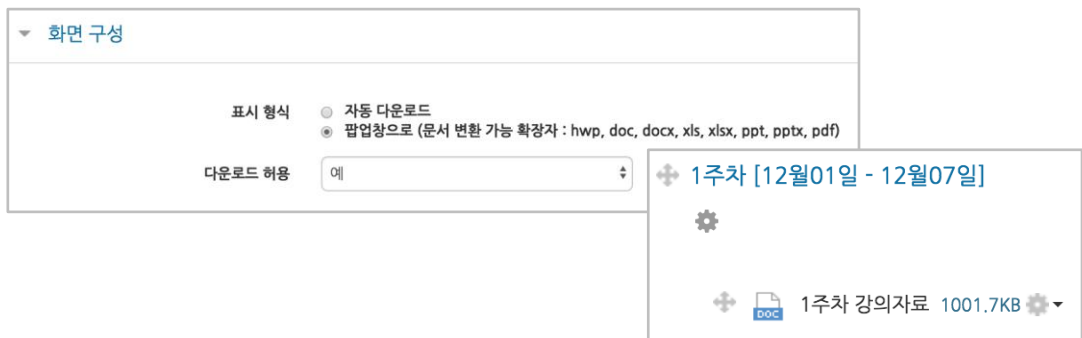 화면 구성
표시 형식
자동 다운로드
팝업창으로 (문서 변환 가능 확장자 : hwp, doc, docx, xls, xlsx, ppt, pptx, pdf)
다운로드 허용
예
1주차 [12월01일 - 12월07일]
DOC
1주차 강의자료 1001.7KB